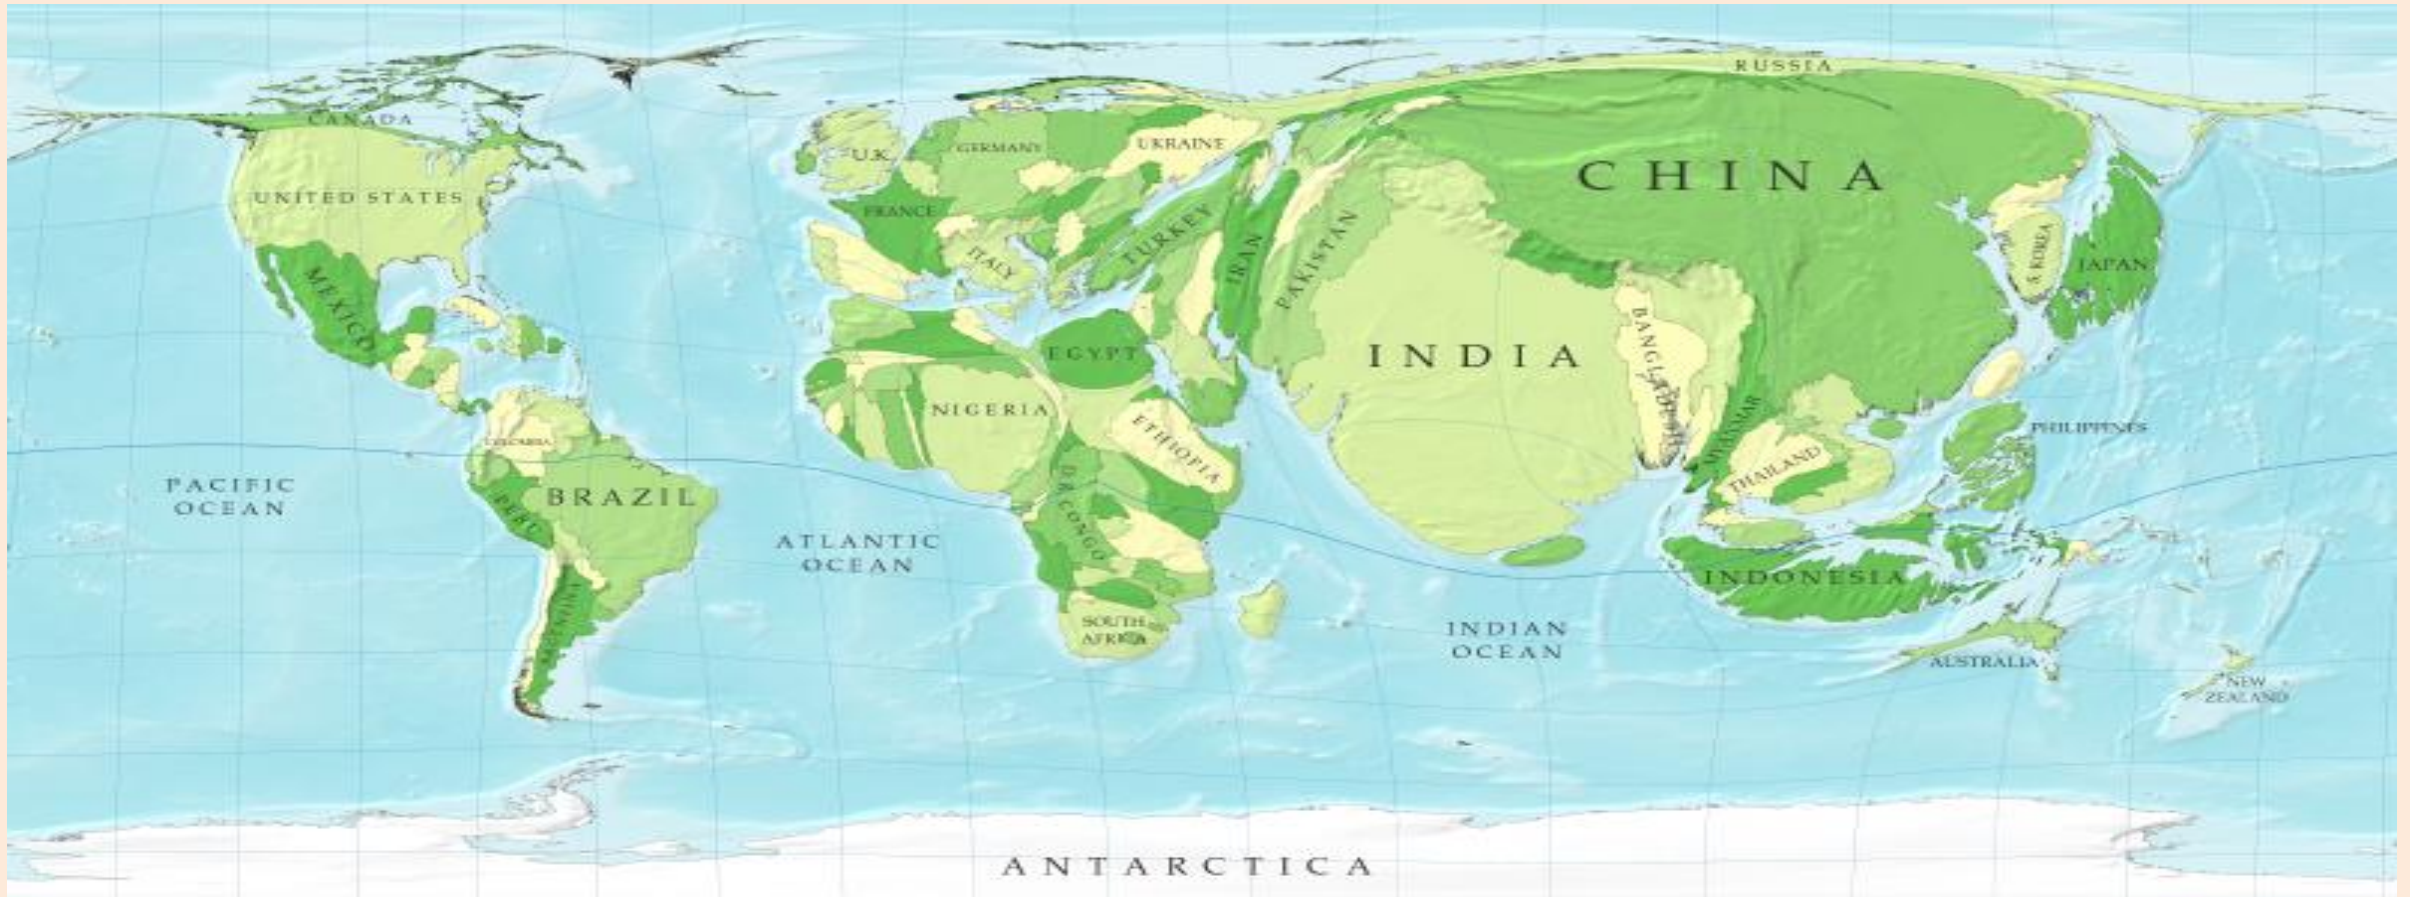 RUSSIA
CANADA
U.K.
GERMANY
UKRAINE
CHINA
UNITED STATES
FRANCE
TURKEY
ITALY
IRAN
PAKISTAN
S. KOREA
JAPAN
MEXICO
EGYPT
INDIA
BANGLADESH
NIGERIA
ETHIOPIA
MYANMAR
PHILIPPINES
COLOMBIA
THAILAND
PACIFIC
OCEAN
PERU
BRAZIL
D.R. CONGO
ATLANTIC
OCEAN
INDONESIA
ARGENTINA
SOUTH
AFRICA
INDIAN
OCEAN
AUSTRALIA
NEW
ZEALAND
ANTARCTICA